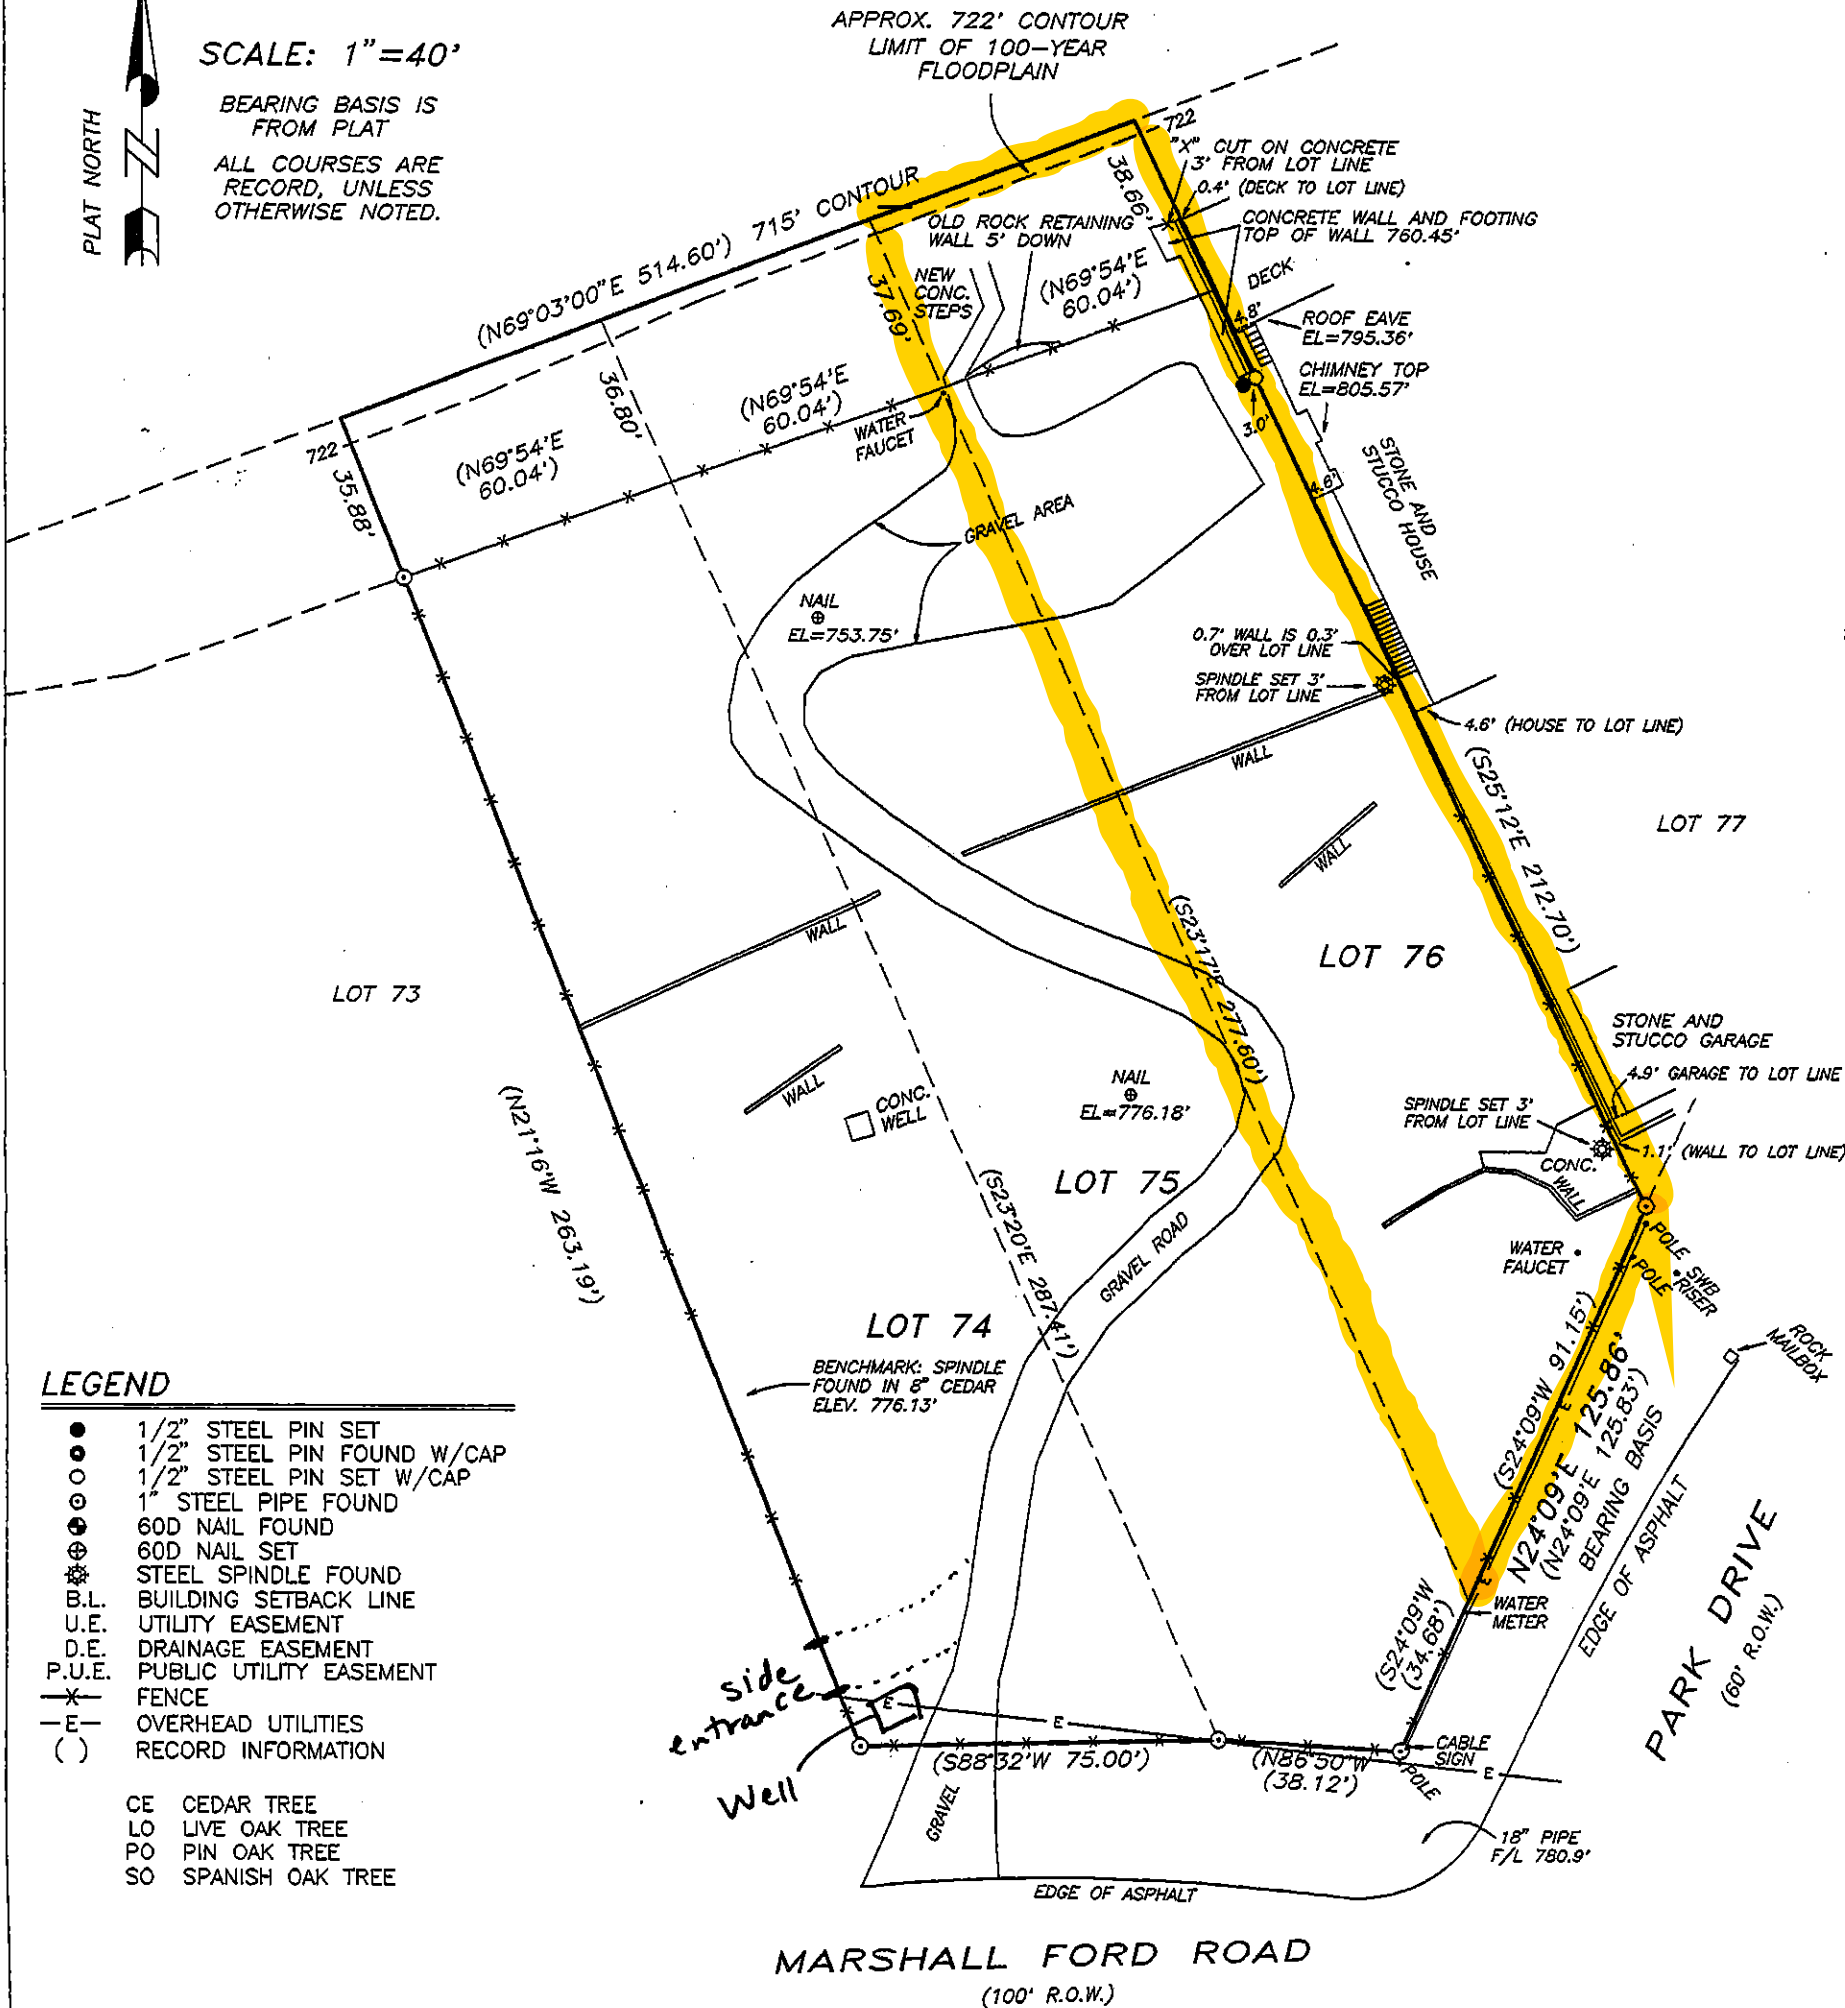 SCALE: 1"=40'
PLAT NORTH
N
BEARING BASIS IS
FROM PLAT
ALL COURSES ARE
RECORD, UNLESS
OTHERWISE NOTED.
APPROX. 722' CONTOUR
LIMIT OF 100-YEAR
FLOODPLAIN
722
"X" CUT ON CONCRETE
3' FROM LOT LINE
0.4' (DECK TO LOT LINE)
CONCRETE WALL AND FOOTING
TOP OF WALL 760.45'
38.66'
(N69°03'00"E 514.60') 715' CONTOUR
OLD ROCK RETAINING
WALL 5' DOWN
NEW
CONC.
STEPS
(N69°54'E
60.04')
DECK
37.69'
4.8'
ROOF EAVE
EL=795.36'
CHIMNEY TOP
EL=805.57'
3.0'
36.80'
(N69°54'E
60.04')
WATER
FAUCET
722
35.88'
(N69°54'E
60.04')
STONE AND
STUCCO HOUSE
4.6'
GRAVEL AREA
NAIL
EL=753.75'
0.7' WALL IS 0.3'
OVER LOT LINE
SPINDLE SET 3'
FROM LOT LINE
4.6' (HOUSE TO LOT LINE)
WALL
(S25°12'E 212.70')
LOT 77
WALL
WALL
(S23°17'E 277.60')
LOT 76
LOT 73
STONE AND
STUCCO GARAGE
4.9' GARAGE TO LOT LINE
SPINDLE SET 3'
FROM LOT LINE
1.1' (WALL TO LOT LINE)
CONC.
WALL
WALL
CONC.
WELL
NAIL
EL=776.18'
(N21°16'W 263.19')
LOT 75
(S23°20'E 287.41')
GRAVEL ROAD
WATER
FAUCET
POLE
POLE
SWB
RISER
ROCK
MAILBOX
LOT 74
BENCHMARK: SPINDLE
FOUND IN 8" CEDAR
ELEV. 776.13'
(S24°09'W 91.15')
E
N24°09'E 125.86'
(N24°09'E 125.83')
BEARING BASIS
EDGE OF ASPHALT
E
WATER
METER
(S24°09'W
(34.68')
PARK DRIVE
(60' R.O.W.)
LEGEND
1/2" STEEL PIN SET
1/2" STEEL PIN FOUND W/CAP
1/2" STEEL PIN SET W/CAP
1" STEEL PIPE FOUND
60D NAIL FOUND
60D NAIL SET
STEEL SPINDLE FOUND
B.L. BUILDING SETBACK LINE
U.E. UTILITY EASEMENT
D.E. DRAINAGE EASEMENT
P.U.E. PUBLIC UTILITY EASEMENT
—X— FENCE
—E— OVERHEAD UTILITIES
( ) RECORD INFORMATION
CE CEDAR TREE
LO LIVE OAK TREE
PO PIN OAK TREE
SO SPANISH OAK TREE
side
entrance
Well
E
E
(S88°32'W 75.00')
(N86°50'W
(38.12')
CABLE
SIGN
E
POLE
GRAVEL
18" PIPE
F/L 780.9'
EDGE OF ASPHALT
MARSHALL FORD ROAD
(100' R.O.W.)